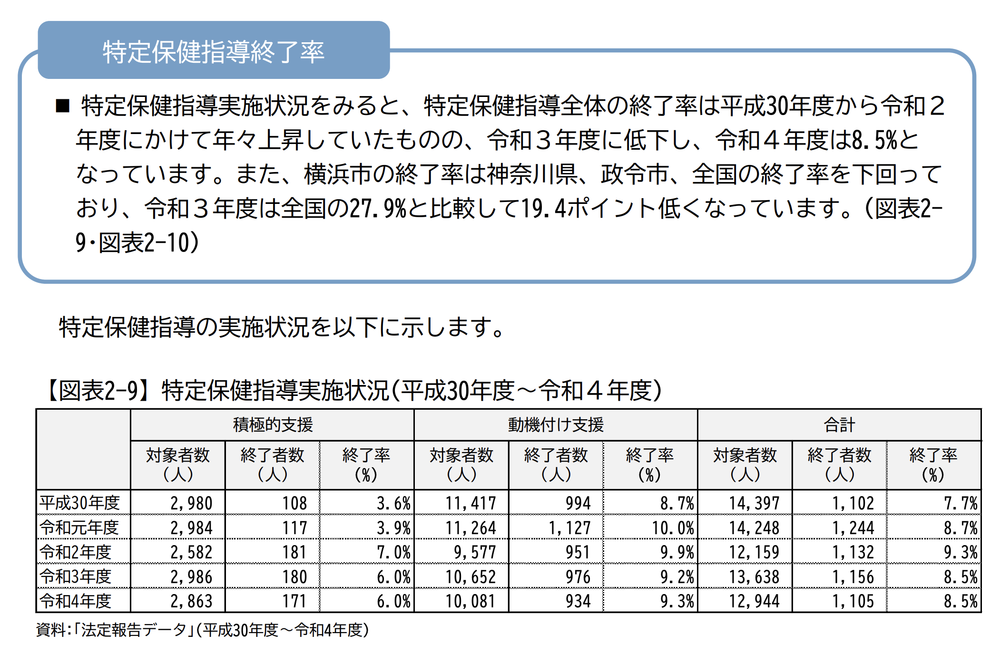 特定保健指導終了率
■ 特定保健指導実施状況をみると、特定保健指導全体の終了率は平成30年度から令和２
年度にかけて年々上昇していたものの、令和３年度に低下し、令和４年度は8.5%と
なっています。また、横浜市の終了率は神奈川県、政令市、全国の終了率を下回って
おり、令和３年度は全国の27.9%と比較して19.4ポイント低くなっています。(図表2-
9・図表2-10)
特定保健指導の実施状況を以下に示します。
【図表2-9】特定保健指導実施状況(平成30年度～令和４年度)
積極的支援 動機付け支援 合計
対象者数 終了者数 終了率 対象者数 終了者数 終了率 対象者数 終了者数 終了率
（人） （人） (%) （人） （人） (%) （人） （人） (%)
平成30年度 2,980 108 3.6% 11,417 994 8.7% 14,397 1,102 7.7%
令和元年度 2,984 117 3.9% 11,264 1,127 10.0% 14,248 1,244 8.7%
令和2年度 2,582 181 7.0% 9,577 951 9.9% 12,159 1,132 9.3%
令和3年度 2,986 180 6.0% 10,652 976 9.2% 13,638 1,156 8.5%
令和4年度 2,863 171 6.0% 10,081 934 9.3% 12,944 1,105 8.5%
資料：「法定報告データ」(平成30年度～令和4年度)